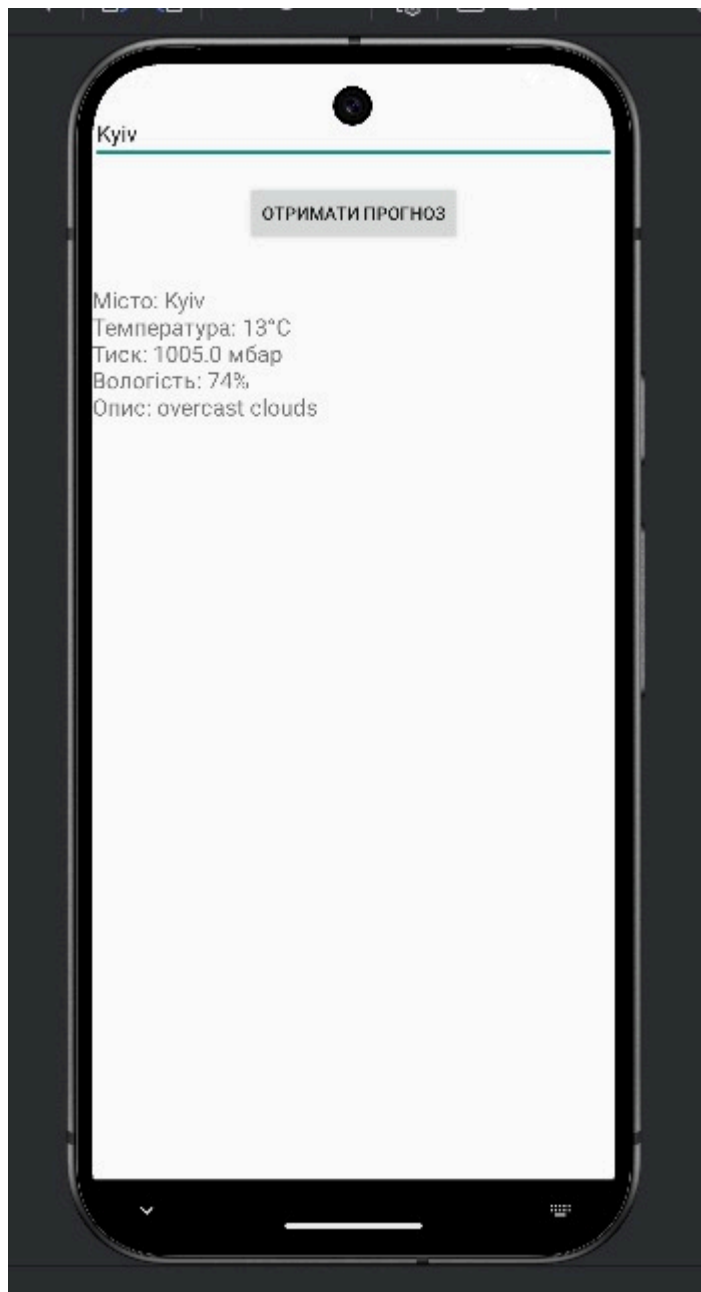 Kyiv
ОТРИМАТИ ПРОГНОЗ
Місто: Kyiv
Температура: 13°C
Тиск: 1005.0 мбар
Вологість: 74%
Опис: overcast clouds